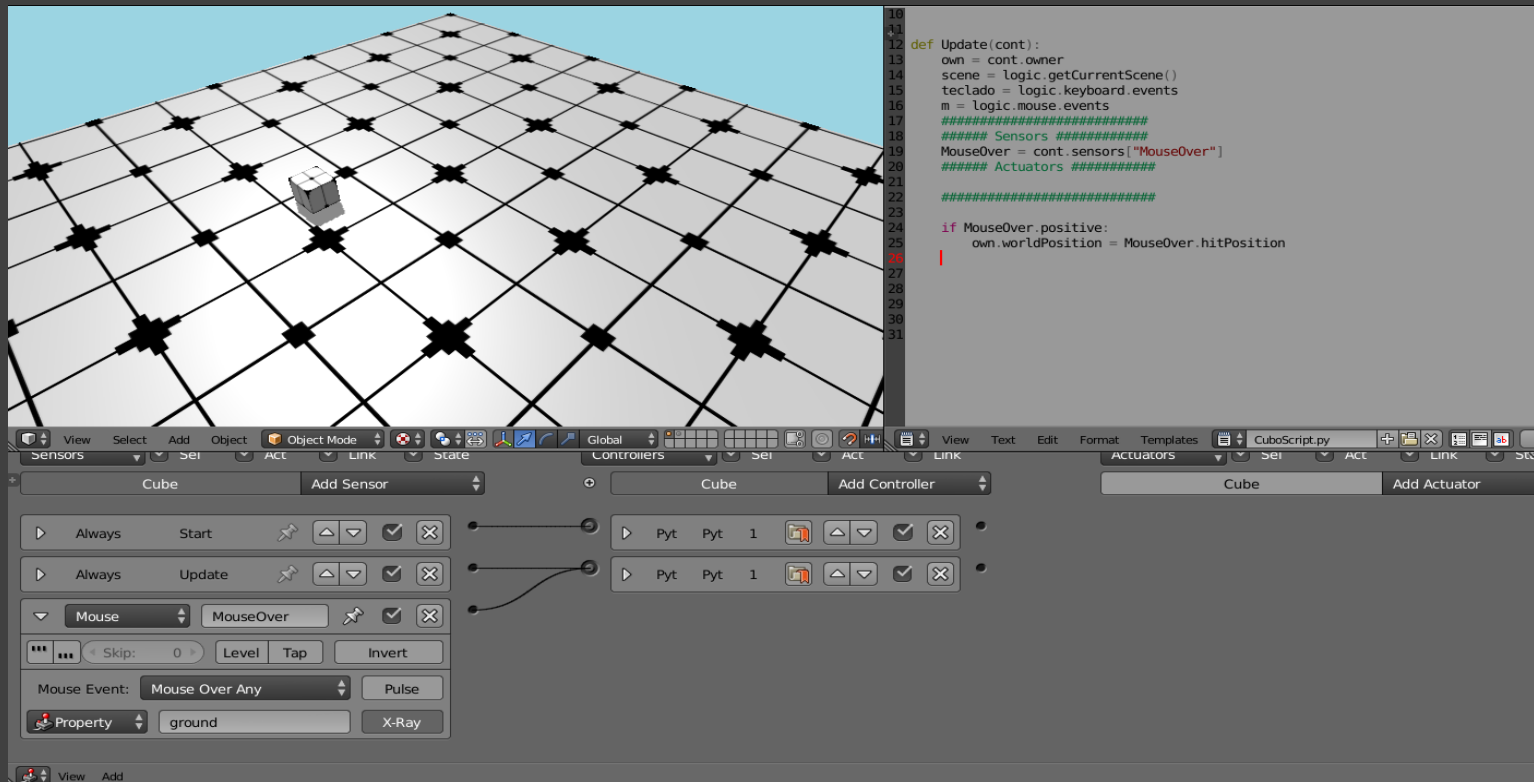 10
11
12 def Update(cont):
13 own = cont.owner
14 scene = logic.getCurrentScene()
15 teclado = logic.keyboard.events
16 m = logic.mouse.events
17 ###########################
18 ###### Sensors ############
19 MouseOver = cont.sensors["MouseOver"]
20 ###### Actuators ###########
21
22 ############################
23
24 if MouseOver.positive:
25 own.worldPosition = MouseOver.hitPosition
26
27
28
29
30
31
View Select Add Object Object Mode Global
View Text Edit Format Templates CuboScript.py
Sensors Sel Act Link State Controllers Sel Act Link Actuators Sel Act Link
Cube Add Sensor Cube Add Controller Cube Add Actuator
Always Start Pyt Pyt 1
Always Update Pyt Pyt 1
Mouse MouseOver
Skip: 0 Level Tap Invert
Mouse Event: Mouse Over Any Pulse
Property ground X-Ray
View Add